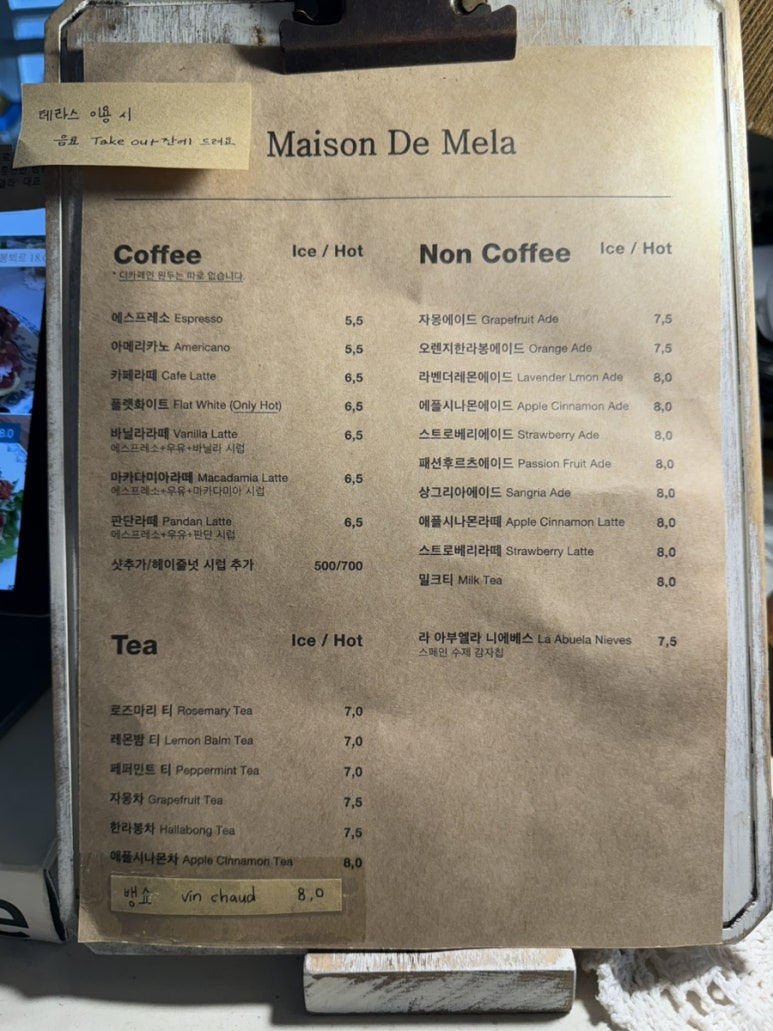 테라스 이용 시
음료 Take out 잔에 드려요
Maison De Mela
Coffee Ice / Hot
* 디카페인 원두는 따로 없습니다.
에스프레소 Espresso 5,5
아메리카노 Americano 5,5
카페라떼 Cafe Latte 6,5
플랫화이트 Flat White (Only Hot) 6,5
바닐라라떼 Vanilla Latte 6,5
에스프레소+우유+바닐라 시럽
마카다미아라떼 Macadamia Latte 6,5
에스프레소+우유+마카다미아 시럽
판단라떼 Pandan Latte 6,5
에스프레소+우유+판단 시럽
샷추가/헤이즐넛 시럽 추가 500/700
Tea Ice / Hot
로즈마리 티 Rosemary Tea 7,0
레몬밤 티 Lemon Balm Tea 7,0
페퍼민트 티 Peppermint Tea 7,0
자몽차 Grapefruit Tea 7,5
한라봉차 Hallabong Tea 7,5
애플시나몬차 Apple Cinnamon Tea 8,0
뱅쇼 vin chaud 8,0
Non Coffee Ice / Hot
자몽에이드 Grapefruit Ade 7,5
오렌지한라봉에이드 Orange Ade 7,5
라벤더레몬에이드 Lavender Lmon Ade 8,0
에플시나몬에이드 Apple Cinnamon Ade 8,0
스트로베리에이드 Strawberry Ade 8,0
패션후르츠에이드 Passion Fruit Ade 8,0
상그리아에이드 Sangria Ade 8,0
애플시나몬라떼 Apple Cinnamon Latte 8,0
스트로베리라떼 Strawberry Latte 8,0
밀크티 Milk Tea 8,0
라 아부엘라 니에베스 La Abuela Nieves 7,5
스페인 수제 감자칩